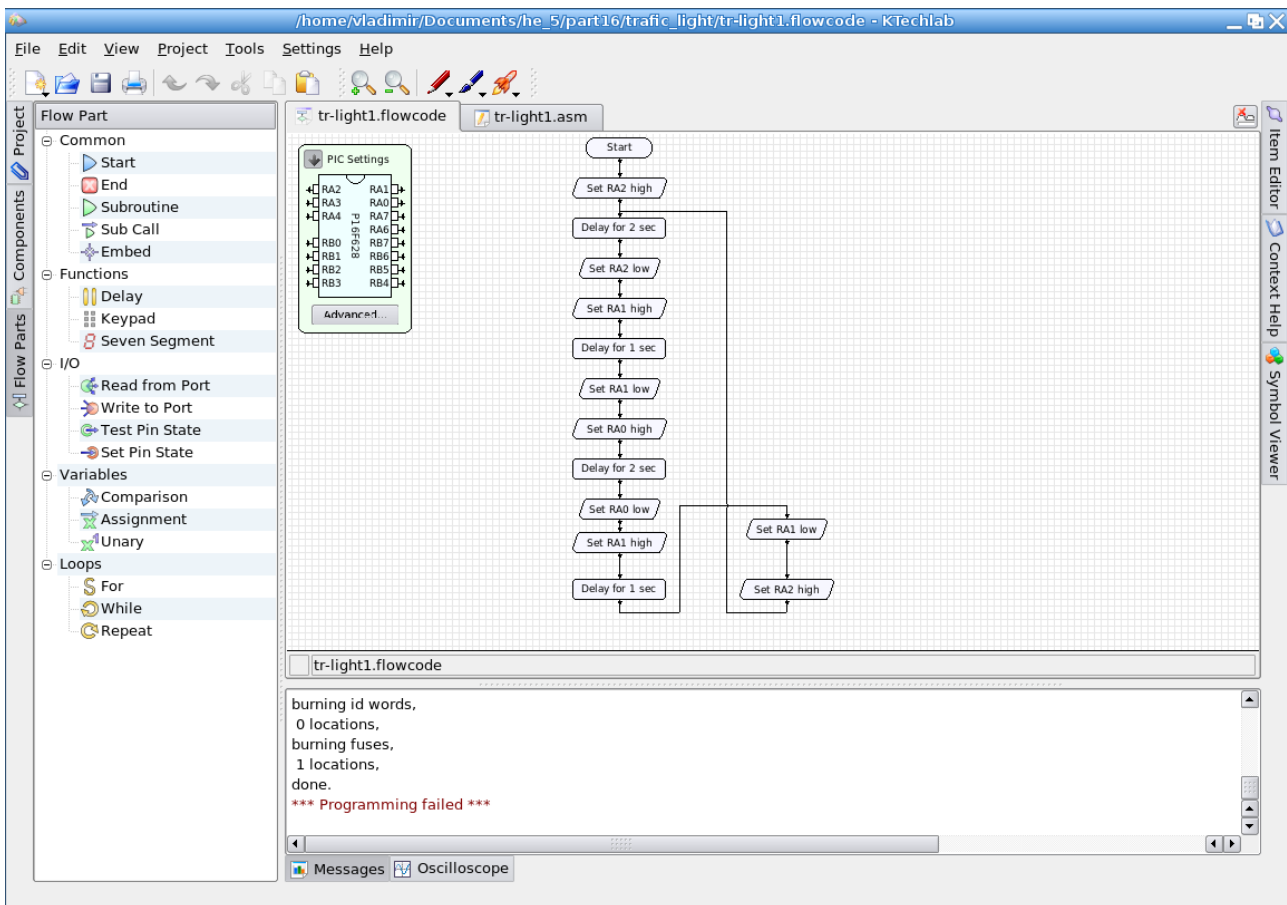 /home/vladimir/Documents/he_5/part16/trafic_light/tr-light1.flowcode - KTechlab
File Edit View Project Tools Settings Help
Project
Components
Flow Parts
Flow Part
Common
Start
End
Subroutine
Sub Call
Embed
Functions
Delay
Keypad
Seven Segment
I/O
Read from Port
Write to Port
Test Pin State
Set Pin State
Variables
Comparison
Assignment
Unary
Loops
For
While
Repeat
tr-light1.flowcode tr-light1.asm
PIC Settings
RA2 RA1
RA3 RA0
RA4 RA7
RA6
RB0 RB7
RB1 RB6
RB2 RB5
RB3 RB4
P16F628
Advanced...
Start
Set RA2 high
Delay for 2 sec
Set RA2 low
Set RA1 high
Delay for 1 sec
Set RA1 low
Set RA0 high
Delay for 2 sec
Set RA0 low
Set RA1 high
Delay for 1 sec
Set RA1 low
Set RA2 high
Item Editor
Context Help
Symbol Viewer
tr-light1.flowcode
burning id words,
0 locations,
burning fuses,
1 locations,
done.
*** Programming failed ***
Messages Oscilloscope